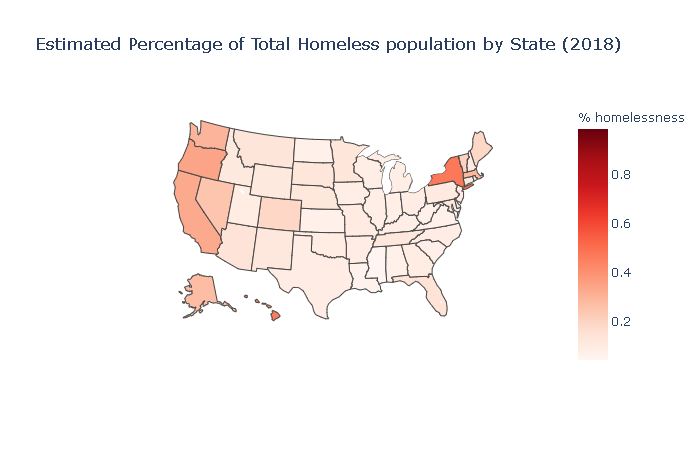 Estimated Percentage of Total Homeless population by State (2018)
% homelessness
0.8
0.6
0.4
0.2